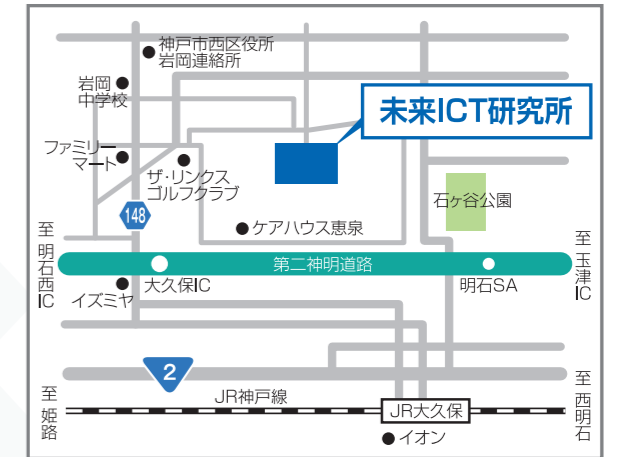 神戸市西区役所
岩岡連絡所
岩岡
中学校
未来ICT研究所
ファミリー
マート
ザ・リンクス
ゴルフクラブ
石ヶ谷公園
148
ケアハウス恵泉
至 明石西IC
第二神明道路
至 玉津IC
大久保IC
明石SA
イズミヤ
2
至 姫路
JR神戸線
JR大久保
至 西明石
イオン